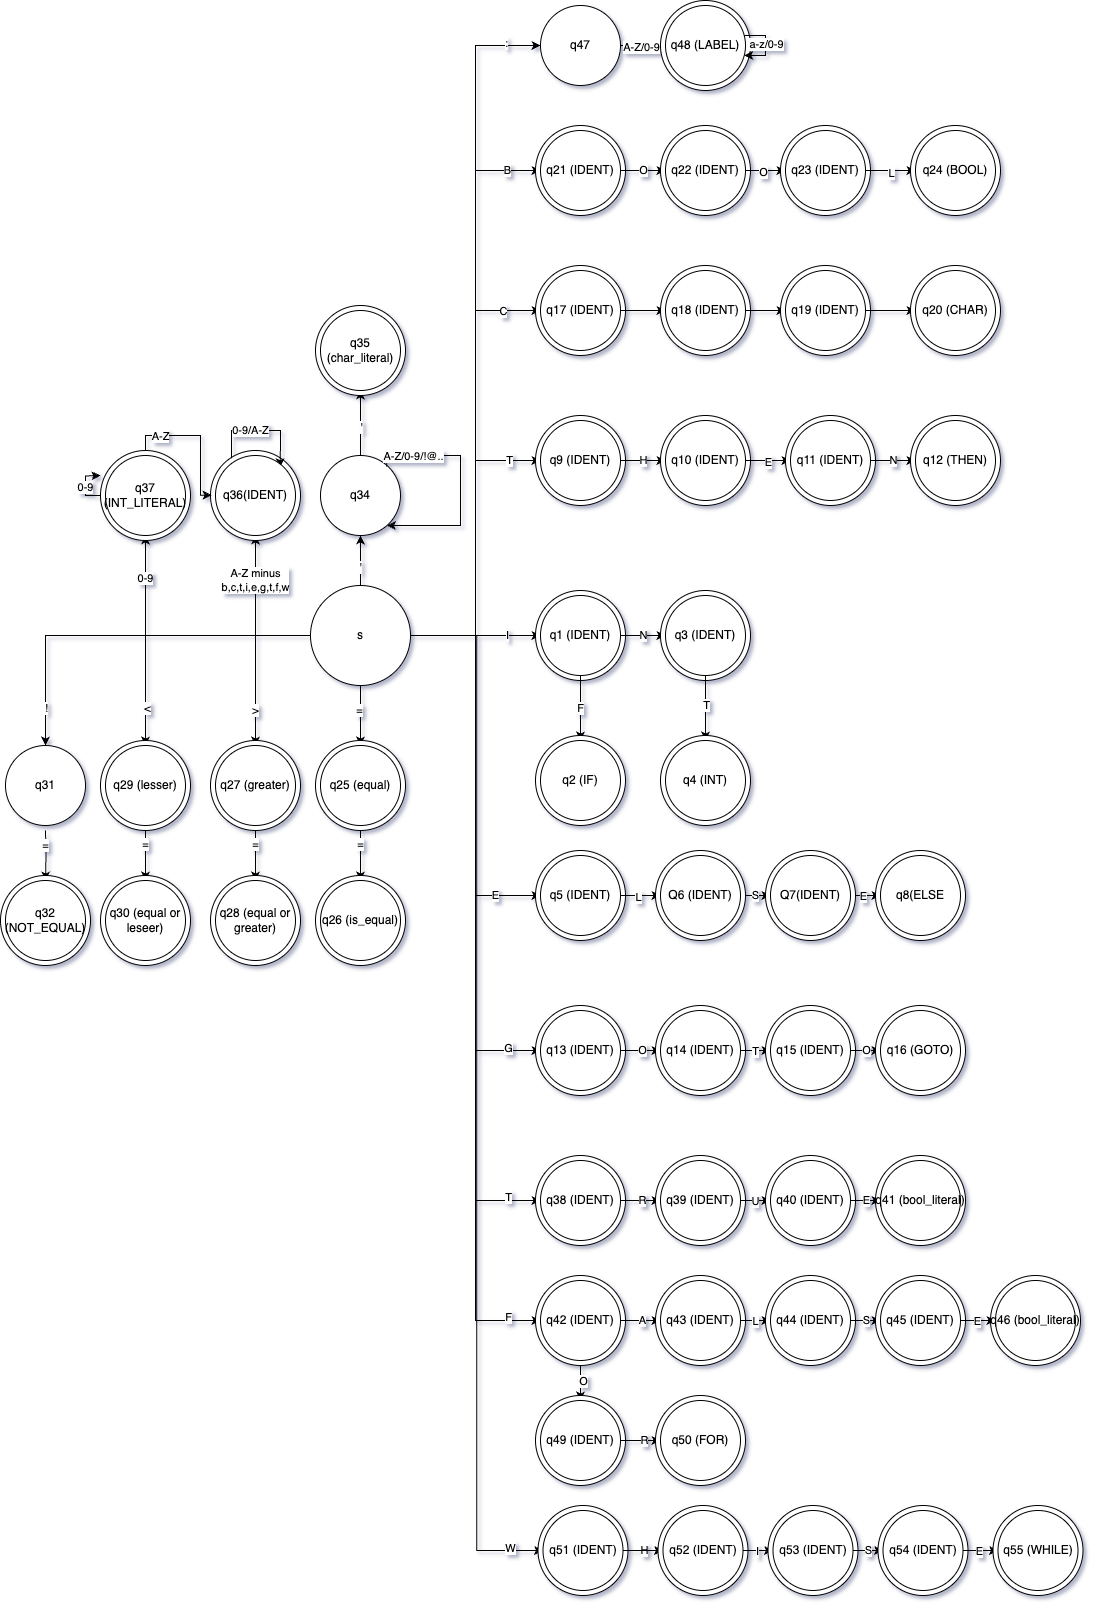 :
q47
A-Z/0-9
q48 (LABEL)
a-z/0-9
B
q21 (IDENT)
O
q22 (IDENT)
O
q23 (IDENT)
L
q24 (BOOL)
C
q17 (IDENT)
q18 (IDENT)
q19 (IDENT)
q20 (CHAR)
q35
(char_literal)
'
A-Z/0-9/!@..
q34
'
A-Z
0-9
q37
(INT_LITERAL)
0-9/A-Z
q36(IDENT)
T
q9 (IDENT)
H
q10 (IDENT)
E
q11 (IDENT)
N
q12 (THEN)
0-9
A-Z minus
b,c,t,i,e,g,t,f,w
s
I
q1 (IDENT)
N
q3 (IDENT)
F
T
q2 (IF)
q4 (INT)
!
<
>
=
q31
q29 (lesser)
q27 (greater)
q25 (equal)
=
=
=
=
q32
(NOT_EQUAL)
q30 (equal or
leseer)
q28 (equal or
greater)
q26 (is_equal)
E
q5 (IDENT)
L
Q6 (IDENT)
S
Q7(IDENT)
E
q8(ELSE
G
q13 (IDENT)
O
q14 (IDENT)
T
q15 (IDENT)
O
q16 (GOTO)
T
q38 (IDENT)
R
q39 (IDENT)
U
q40 (IDENT)
E
q41 (bool_literal)
F
q42 (IDENT)
A
q43 (IDENT)
L
q44 (IDENT)
S
q45 (IDENT)
E
q46 (bool_literal)
O
q49 (IDENT)
R
q50 (FOR)
W
q51 (IDENT)
H
q52 (IDENT)
I
q53 (IDENT)
S
q54 (IDENT)
E
q55 (WHILE)